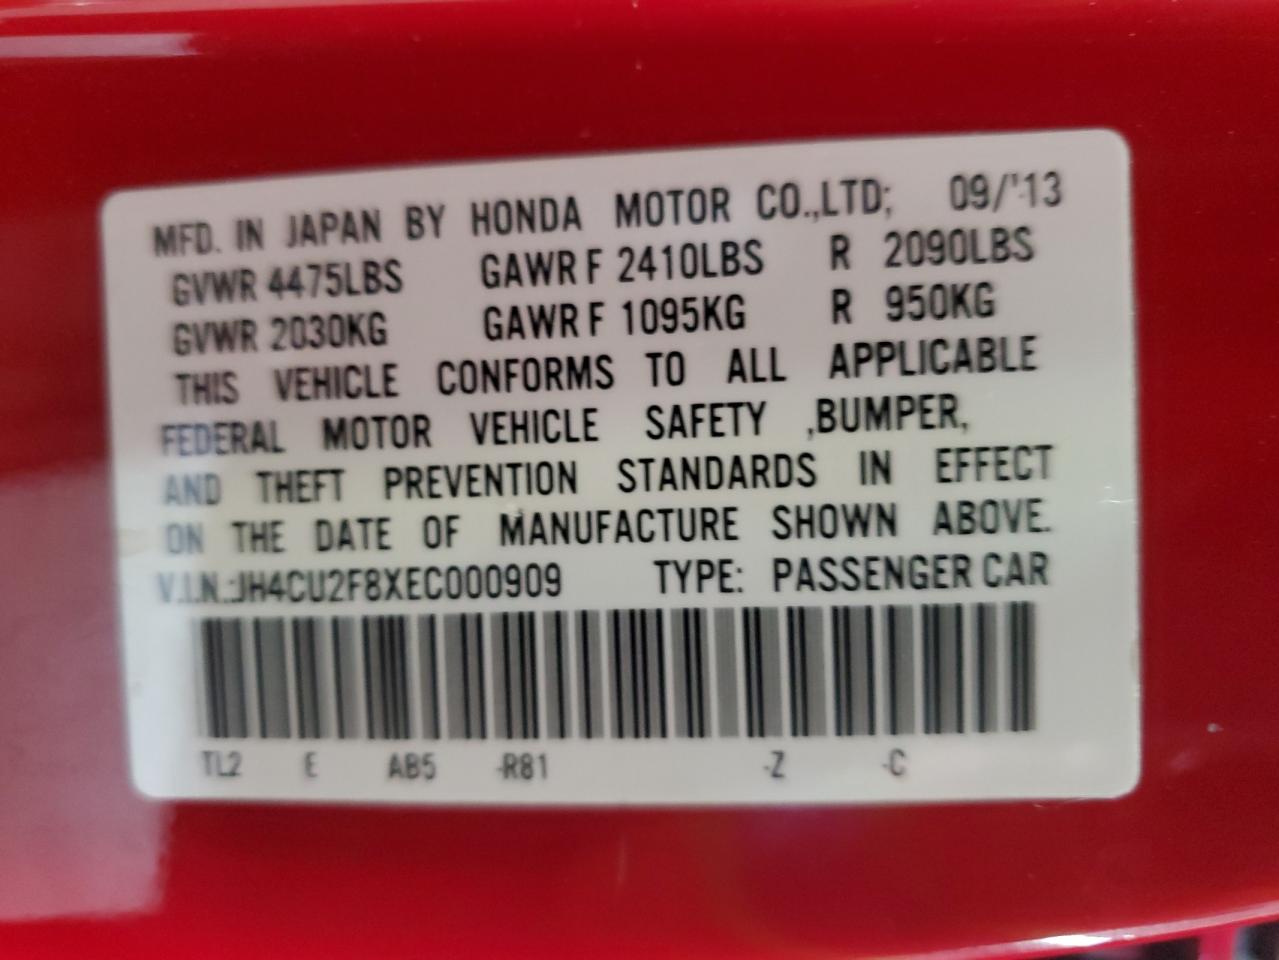 MFD. IN JAPAN BY HONDA MOTOR CO.,LTD; 09/'13
GVWR 4475LBS GAWR F 2410LBS R 2090LBS
GVWR 2030KG GAWR F 1095KG R 950KG
THIS VEHICLE CONFORMS TO ALL APPLICABLE
FEDERAL MOTOR VEHICLE SAFETY ,BUMPER,
AND THEFT PREVENTION STANDARDS IN EFFECT
ON THE DATE OF MANUFACTURE SHOWN ABOVE.
V.I.N.:JH4CU2F8XEC000909 TYPE: PASSENGER CAR
TL2 E AB5 -R81 -Z -C